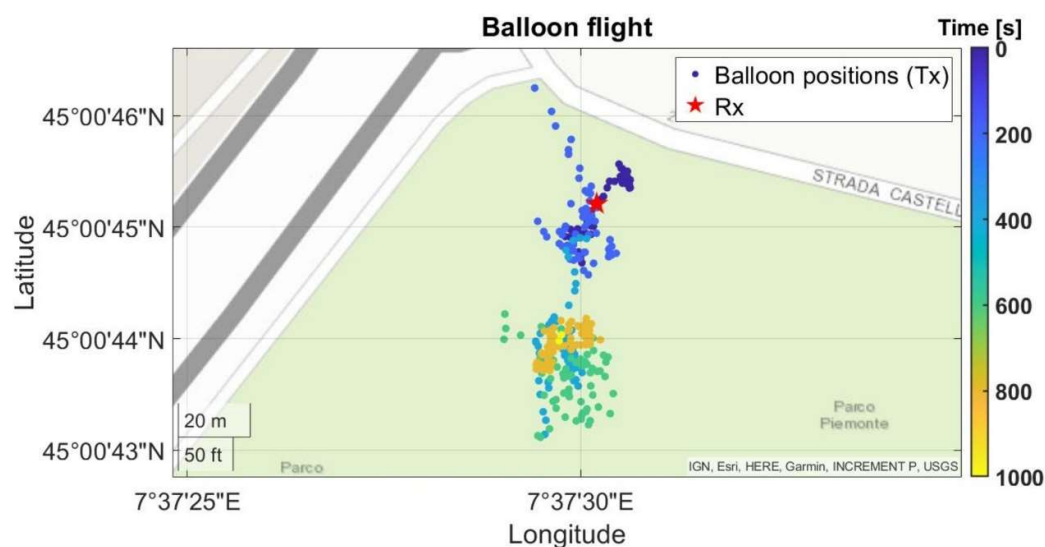 Balloon flight
Time [s]
Balloon positions (Tx)
Rx
0
200
400
600
800
1000
45°00'46"N
45°00'45"N
45°00'44"N
45°00'43"N
Latitude
STRADA CASTELL
Parco
Piemonte
Parco
20 m
50 ft
IGN, Esri, HERE, Garmin, INCREMENT P, USGS
7°37'25"E
7°37'30"E
Longitude